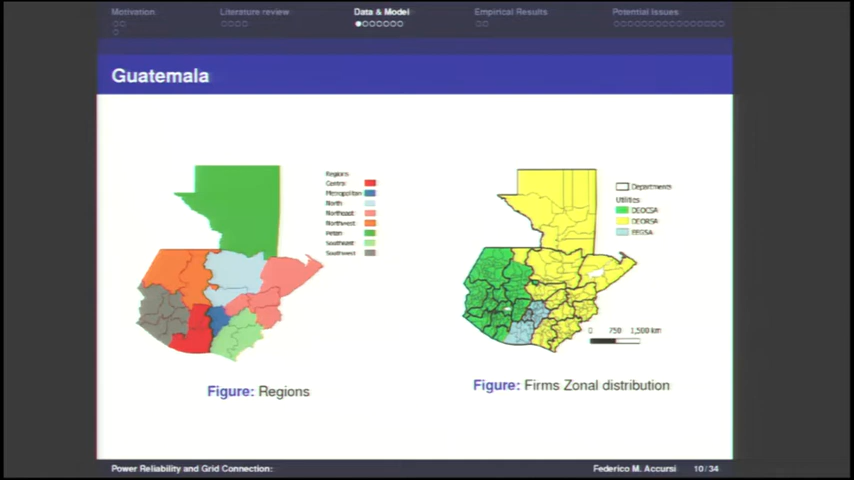 Motivation Literature review Data & Model Empirical Results Potential Issues
Guatemala
Regions
Central
Metropolitan
North
Northeast
Northwest
Peten
Southeast
Southwest
Departments
Utilities
DEOCSA
DEORSA
EEGSA
0 750 1,500 km
Figure: Regions
Figure: Firms Zonal distribution
Power Reliability and Grid Connection: Federico M. Accursi 10/34